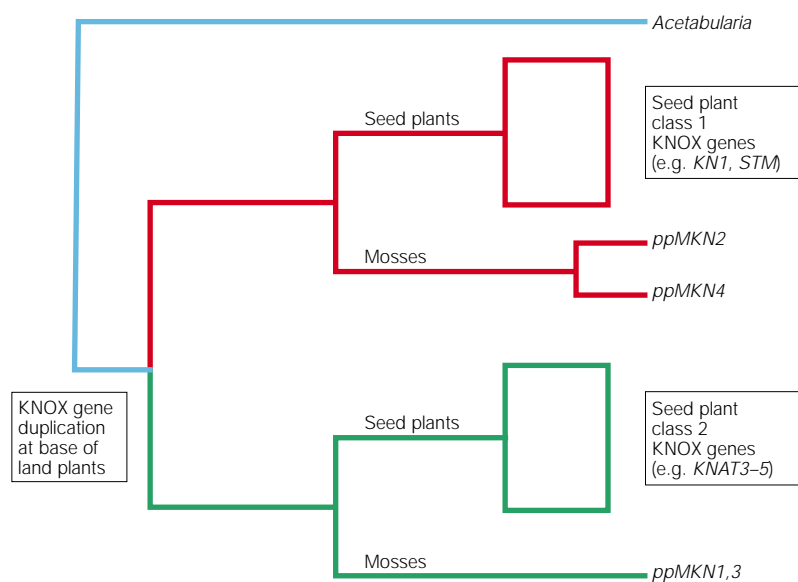 Acetabularia
Seed plants
Seed plant
class 1
KNOX genes
(e.g. KN1, STM)
ppMKN2
Mosses
ppMKN4
KNOX gene
duplication
at base of
land plants
Seed plants
Seed plant
class 2
KNOX genes
(e.g. KNAT3–5)
Mosses
ppMKN1,3